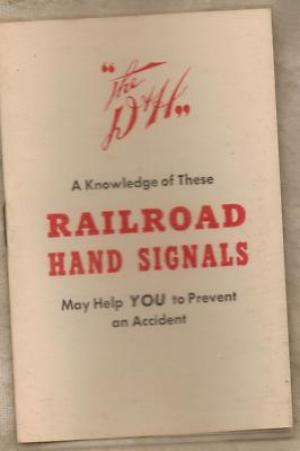 "The
D&H"
A Knowledge of These
RAILROAD
HAND SIGNALS
May Help YOU to Prevent
an Accident